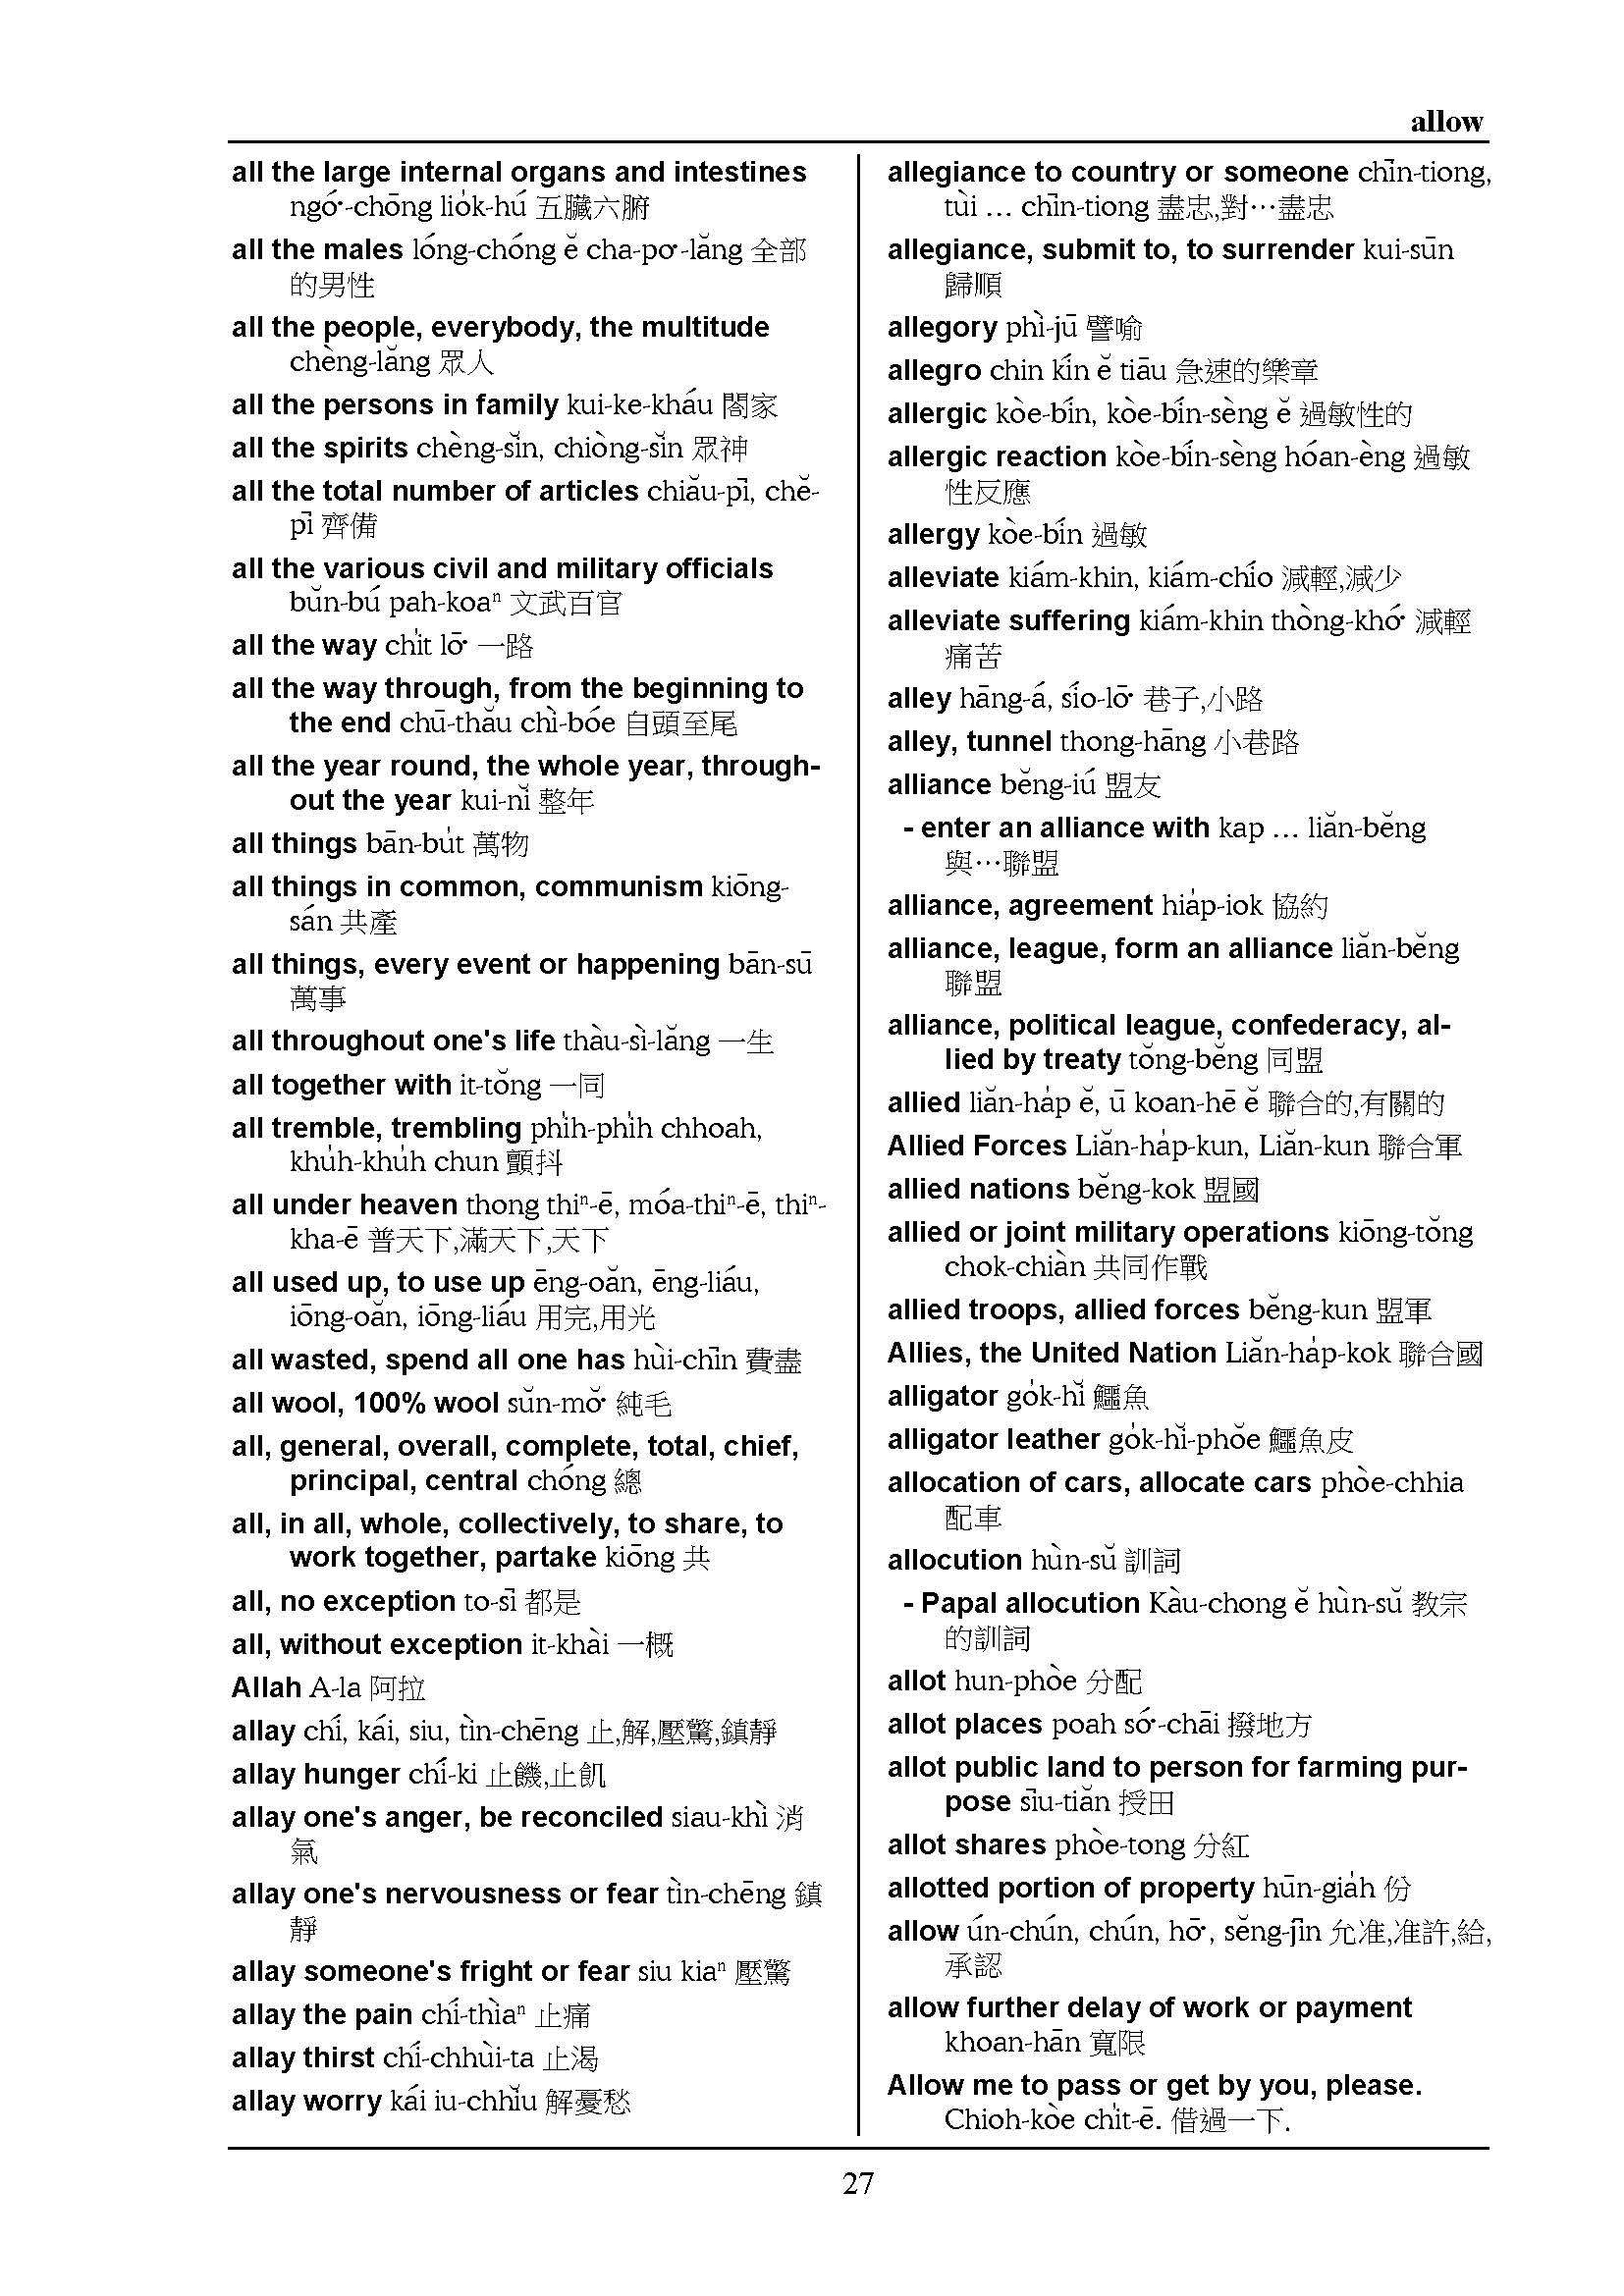 allow
all the large internal organs and intestines
ngó͘-chōng lio̍k-hú 五臟六腑
all the males lóng-chóng ĕ cha-po͘-lăng 全部
的男性
all the people, everybody, the multitude
chèng-lăng 眾人
all the persons in family kui-ke-kháu 閤家
all the spirits chèng-sĭn, chiòng-sĭn 眾神
all the total number of articles chiău-pī, chĕ-
pī 齊備
all the various civil and military officials
bŭn-bú pah-koaⁿ 文武百官
all the way chi̍t lō͘ 一路
all the way through, from the beginning to
the end chū-thău chì-bóe 自頭至尾
all the year round, the whole year, through-
out the year kui-nĭ 整年
all things bān-bu̍t 萬物
all things in common, communism kiōng-
sán 共產
all things, every event or happening bān-sū
萬事
all throughout one's life thàu-sì-lăng 一生
all together with it-tŏng 一同
all tremble, trembling phi̍h-phi̍h chhoah,
khu̍h-khu̍h chun 顫抖
all under heaven thong thiⁿ-ē, móa-thiⁿ-ē, thiⁿ-
kha-ē 普天下,滿天下,天下
all used up, to use up ēng-oăn, ēng-liáu,
iōng-oăn, iōng-liáu 用完,用光
all wasted, spend all one has hùi-chīn 費盡
all wool, 100% wool sŭn-mŏ͘ 純毛
all, general, overall, complete, total, chief,
principal, central chóng 總
all, in all, whole, collectively, to share, to
work together, partake kiōng 共
all, no exception to-sī 都是
all, without exception it-khài 一概
Allah A-la 阿拉
allay chí, kái, siu, tìn-chēng 止,解,壓驚,鎮靜
allay hunger chí-ki 止饑,止飢
allay one's anger, be reconciled siau-khì 消
氣
allay one's nervousness or fear tìn-chēng 鎮
靜
allay someone's fright or fear siu kiaⁿ 壓驚
allay the pain chí-thìaⁿ 止痛
allay thirst chí-chhùi-ta 止渴
allay worry kái iu-chhĭu 解憂愁
allegiance to country or someone chīn-tiong,
tùi … chīn-tiong 盡忠,對…盡忠
allegiance, submit to, to surrender kui-sūn
歸順
allegory phì-jū 譬喻
allegro chin kín ĕ tiāu 急速的樂章
allergic kòe-bín, kòe-bín-sèng ĕ 過敏性的
allergic reaction kòe-bín-sèng hóan-èng 過敏
性反應
allergy kòe-bín 過敏
alleviate kiám-khin, kiám-chío 減輕,減少
alleviate suffering kiám-khin thòng-khó͘ 減輕
痛苦
alley hāng-á, sío-lō͘ 巷子,小路
alley, tunnel thong-hāng 小巷路
alliance bĕng-iú 盟友
- enter an alliance with kap … liăn-bĕng
與…聯盟
alliance, agreement hia̍p-iok 協約
alliance, league, form an alliance liăn-bĕng
聯盟
alliance, political league, confederacy, al-
lied by treaty tŏng-bĕng 同盟
allied liăn-ha̍p ĕ, ū koan-hē ĕ 聯合的,有關的
Allied Forces Liăn-ha̍p-kun, Liăn-kun 聯合軍
allied nations bĕng-kok 盟國
allied or joint military operations kiōng-tŏng
chok-chiàn 共同作戰
allied troops, allied forces bĕng-kun 盟軍
Allies, the United Nation Liăn-ha̍p-kok 聯合國
alligator go̍k-hĭ 鱷魚
alligator leather go̍k-hĭ-phŏe 鱷魚皮
allocation of cars, allocate cars phòe-chhia
配車
allocution hùn-sŭ 訓詞
- Papal allocution Kàu-chong ĕ hùn-sŭ 教宗
的訓詞
allot hun-phòe 分配
allot places poah só͘-chāi 撥地方
allot public land to person for farming pur-
pose sīu-tiăn 授田
allot shares phòe-tong 分紅
allotted portion of property hūn-gia̍h 份
allow ún-chún, chún, hō͘, sĕng-jīn 允准,准許,給,
承認
allow further delay of work or payment
khoan-hān 寬限
Allow me to pass or get by you, please.
Chioh-kòe chi̍t-ē. 借過一下.
27